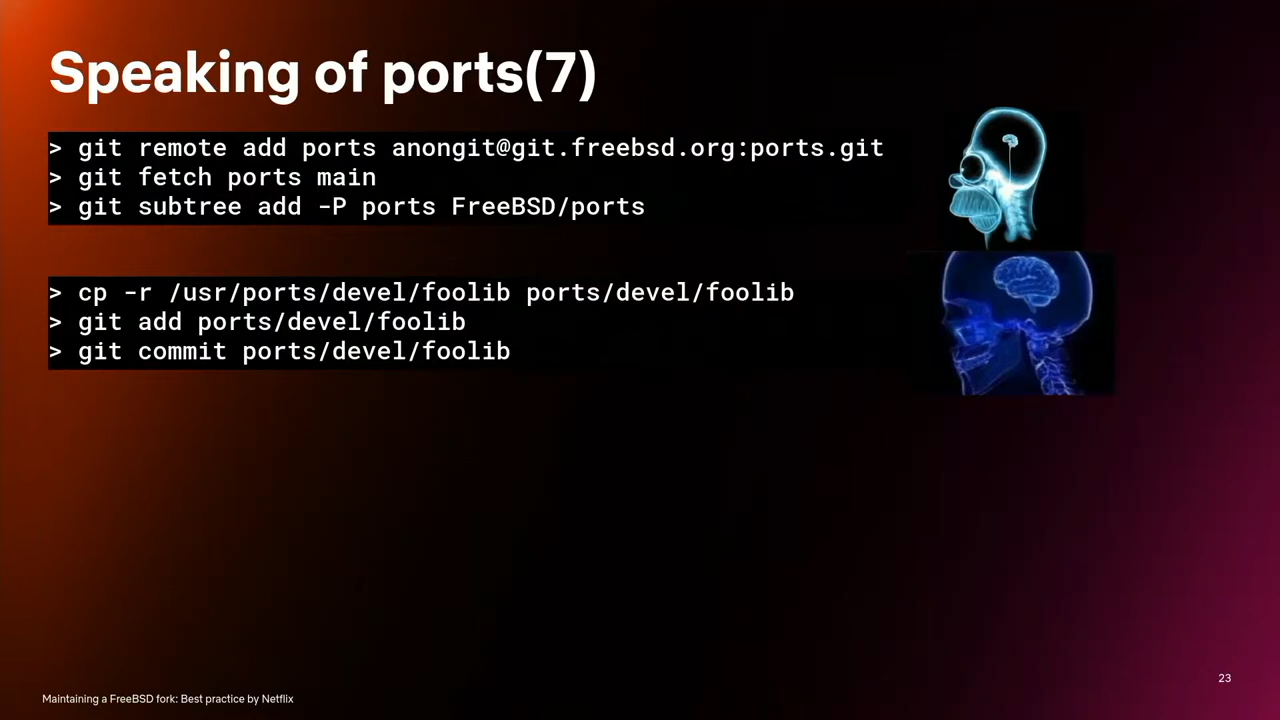 Speaking of ports(7)
> git remote add ports anongit@git.freebsd.org:ports.git
> git fetch ports main
> git subtree add -P ports FreeBSD/ports
> cp -r /usr/ports/devel/foolib ports/devel/foolib
> git add ports/devel/foolib
> git commit ports/devel/foolib
23
Maintaining a FreeBSD fork: Best practice by Netflix